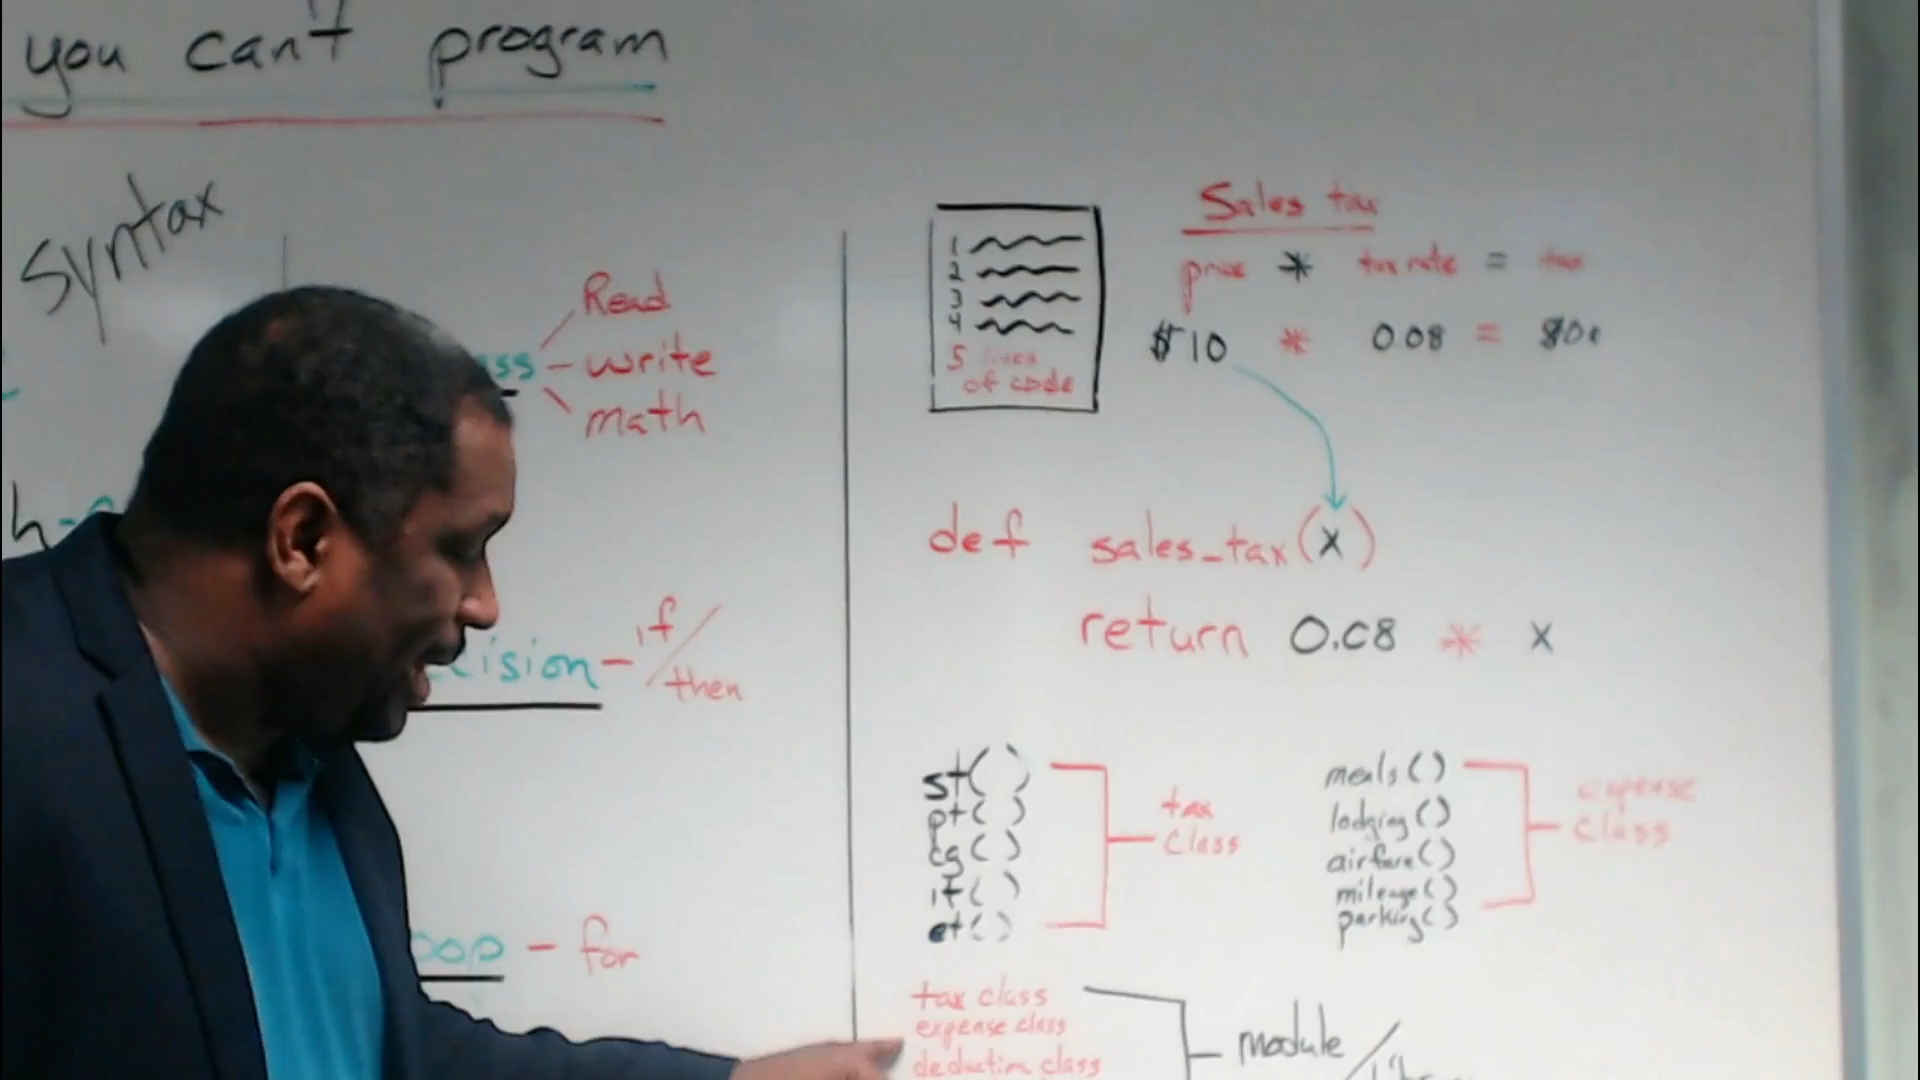 you can't program
Syntax
ss
Read
write
math
h-
cision - if/
then
oop - for
1
2
3
4
5 lines
of code
Sales tax
price * tax rate = tax
$10 * 0.08 =
def sales_tax(x)
return 0.08 * x
st( )
pt( )
cg( )
it( )
et( )
tax
class
meals()
lodging()
airfare()
mileage()
parking()
expense
class
tax class
expense class
deduction class
module/